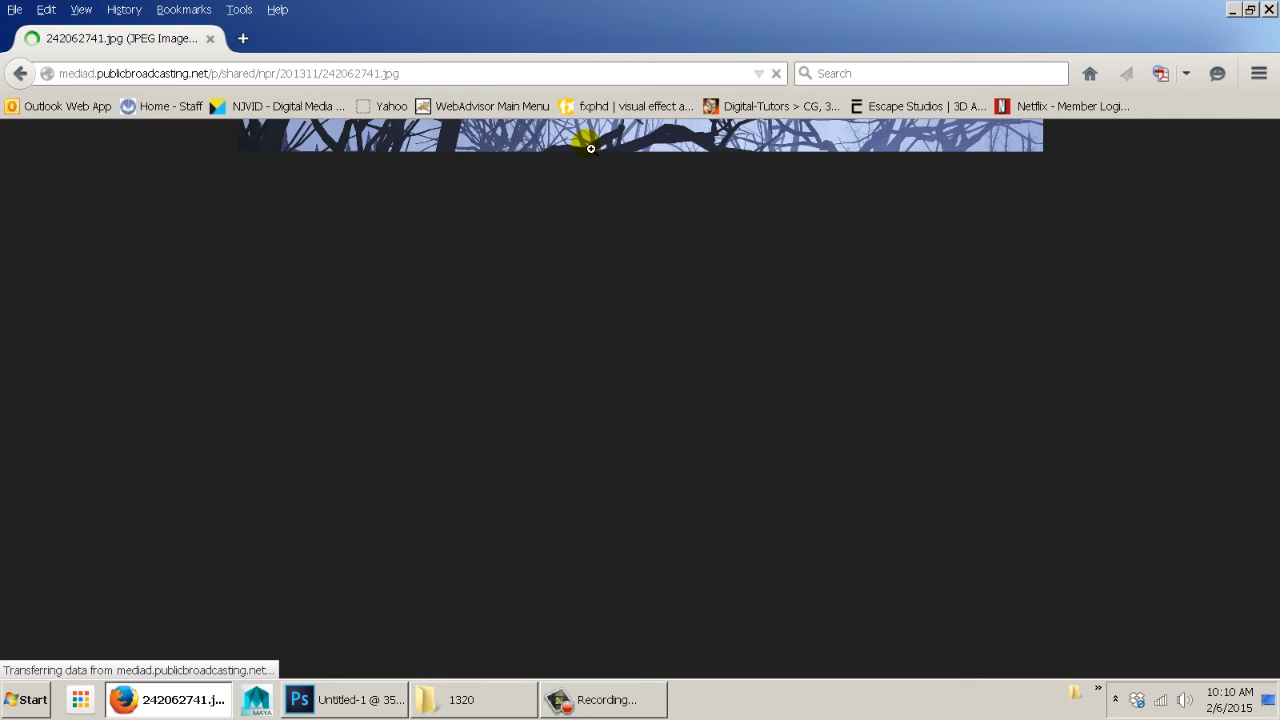 File Edit View History Bookmarks Tools Help
242062741.jpg (JPEG Image...
mediad.publicbroadcasting.net/p/shared/npr/201311/242062741.jpg Search
Outlook Web App Home - Staff NJVID - Digital Media ... Yahoo WebAdvisor Main Menu fxphd | visual effect a... Digital-Tutors > CG, 3... Escape Studios | 3D A... Netflix - Member Logi...
Transferring data from mediad.publicbroadcasting.net...
Start 242062741.j... MAYA Ps Untitled-1 @ 35... 1320 Recording... 10:10 AM
2/6/2015